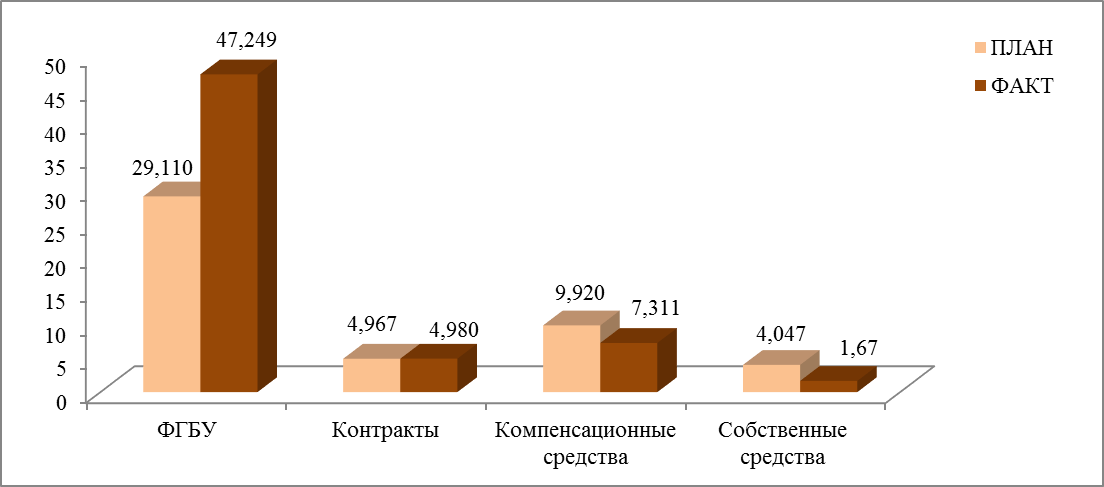 47,249
ПЛАН
ФАКТ
50
45
40
35
30
25
20
15
10
5
0
29,110
4,967
4,980
9,920
7,311
4,047
1,67
ФГБУ
Контракты
Компенсационные
средства
Собственные
средства